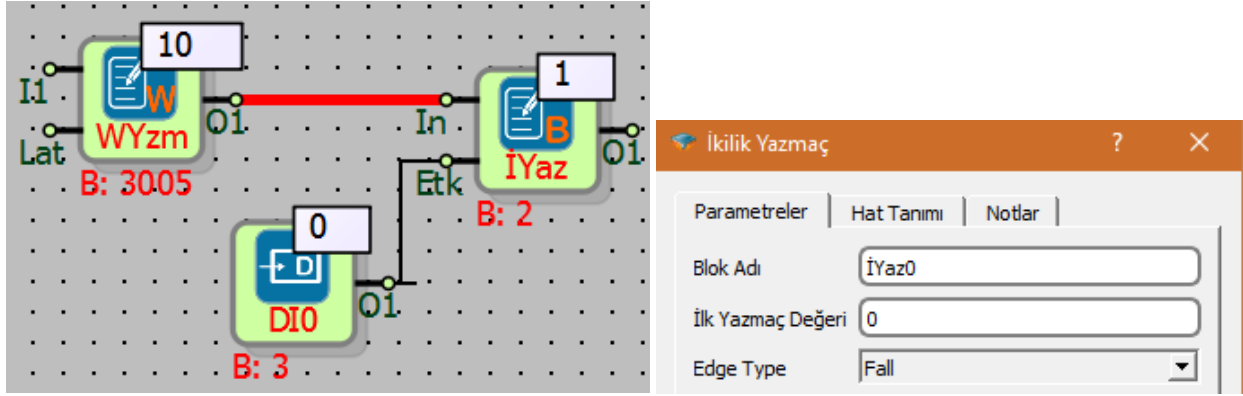 10
I1
W
WYzm
Lat
O1
B: 3005
1
In
B
Etk
İYaz
O1
B: 2
0
D
DI0
O1
B: 3
İkilik Yazmaç ? ×
Parametreler Hat Tanımı Notlar
Blok Adı İYaz0
İlk Yazmaç Değeri 0
Edge Type Fall